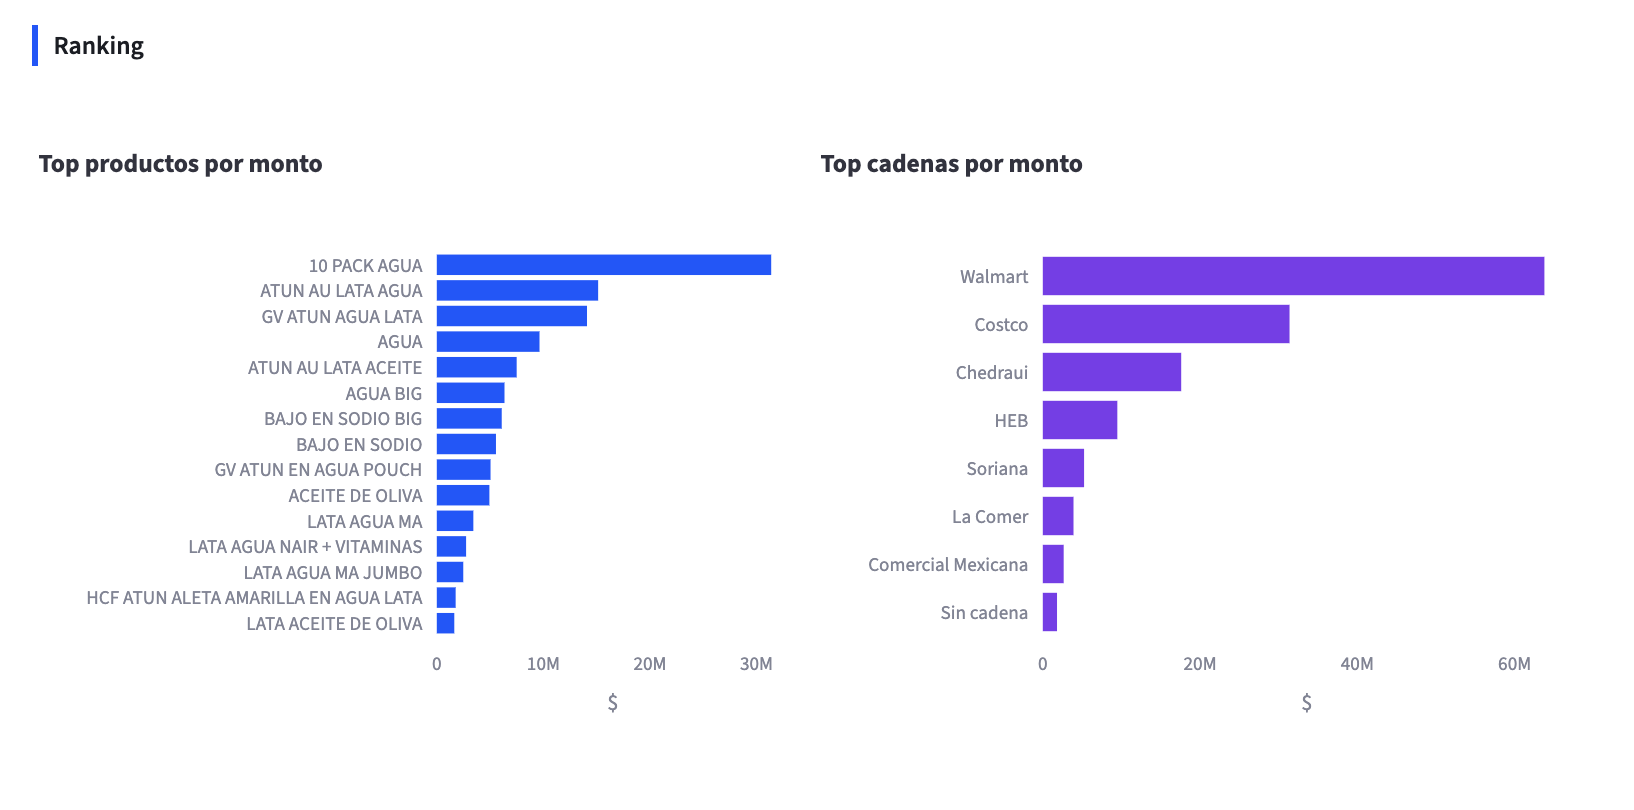 Ranking
Top productos por monto
10 PACK AGUA
ATUN AU LATA AGUA
GV ATUN AGUA LATA
AGUA
ATUN AU LATA ACEITE
AGUA BIG
BAJO EN SODIO BIG
BAJO EN SODIO
GV ATUN EN AGUA POUCH
ACEITE DE OLIVA
LATA AGUA MA
LATA AGUA NAIR + VITAMINAS
LATA AGUA MA JUMBO
HCF ATUN ALETA AMARILLA EN AGUA LATA
LATA ACEITE DE OLIVA
0 10M 20M 30M
$
Top cadenas por monto
Walmart
Costco
Chedraui
HEB
Soriana
La Comer
Comercial Mexicana
Sin cadena
0 20M 40M 60M
$